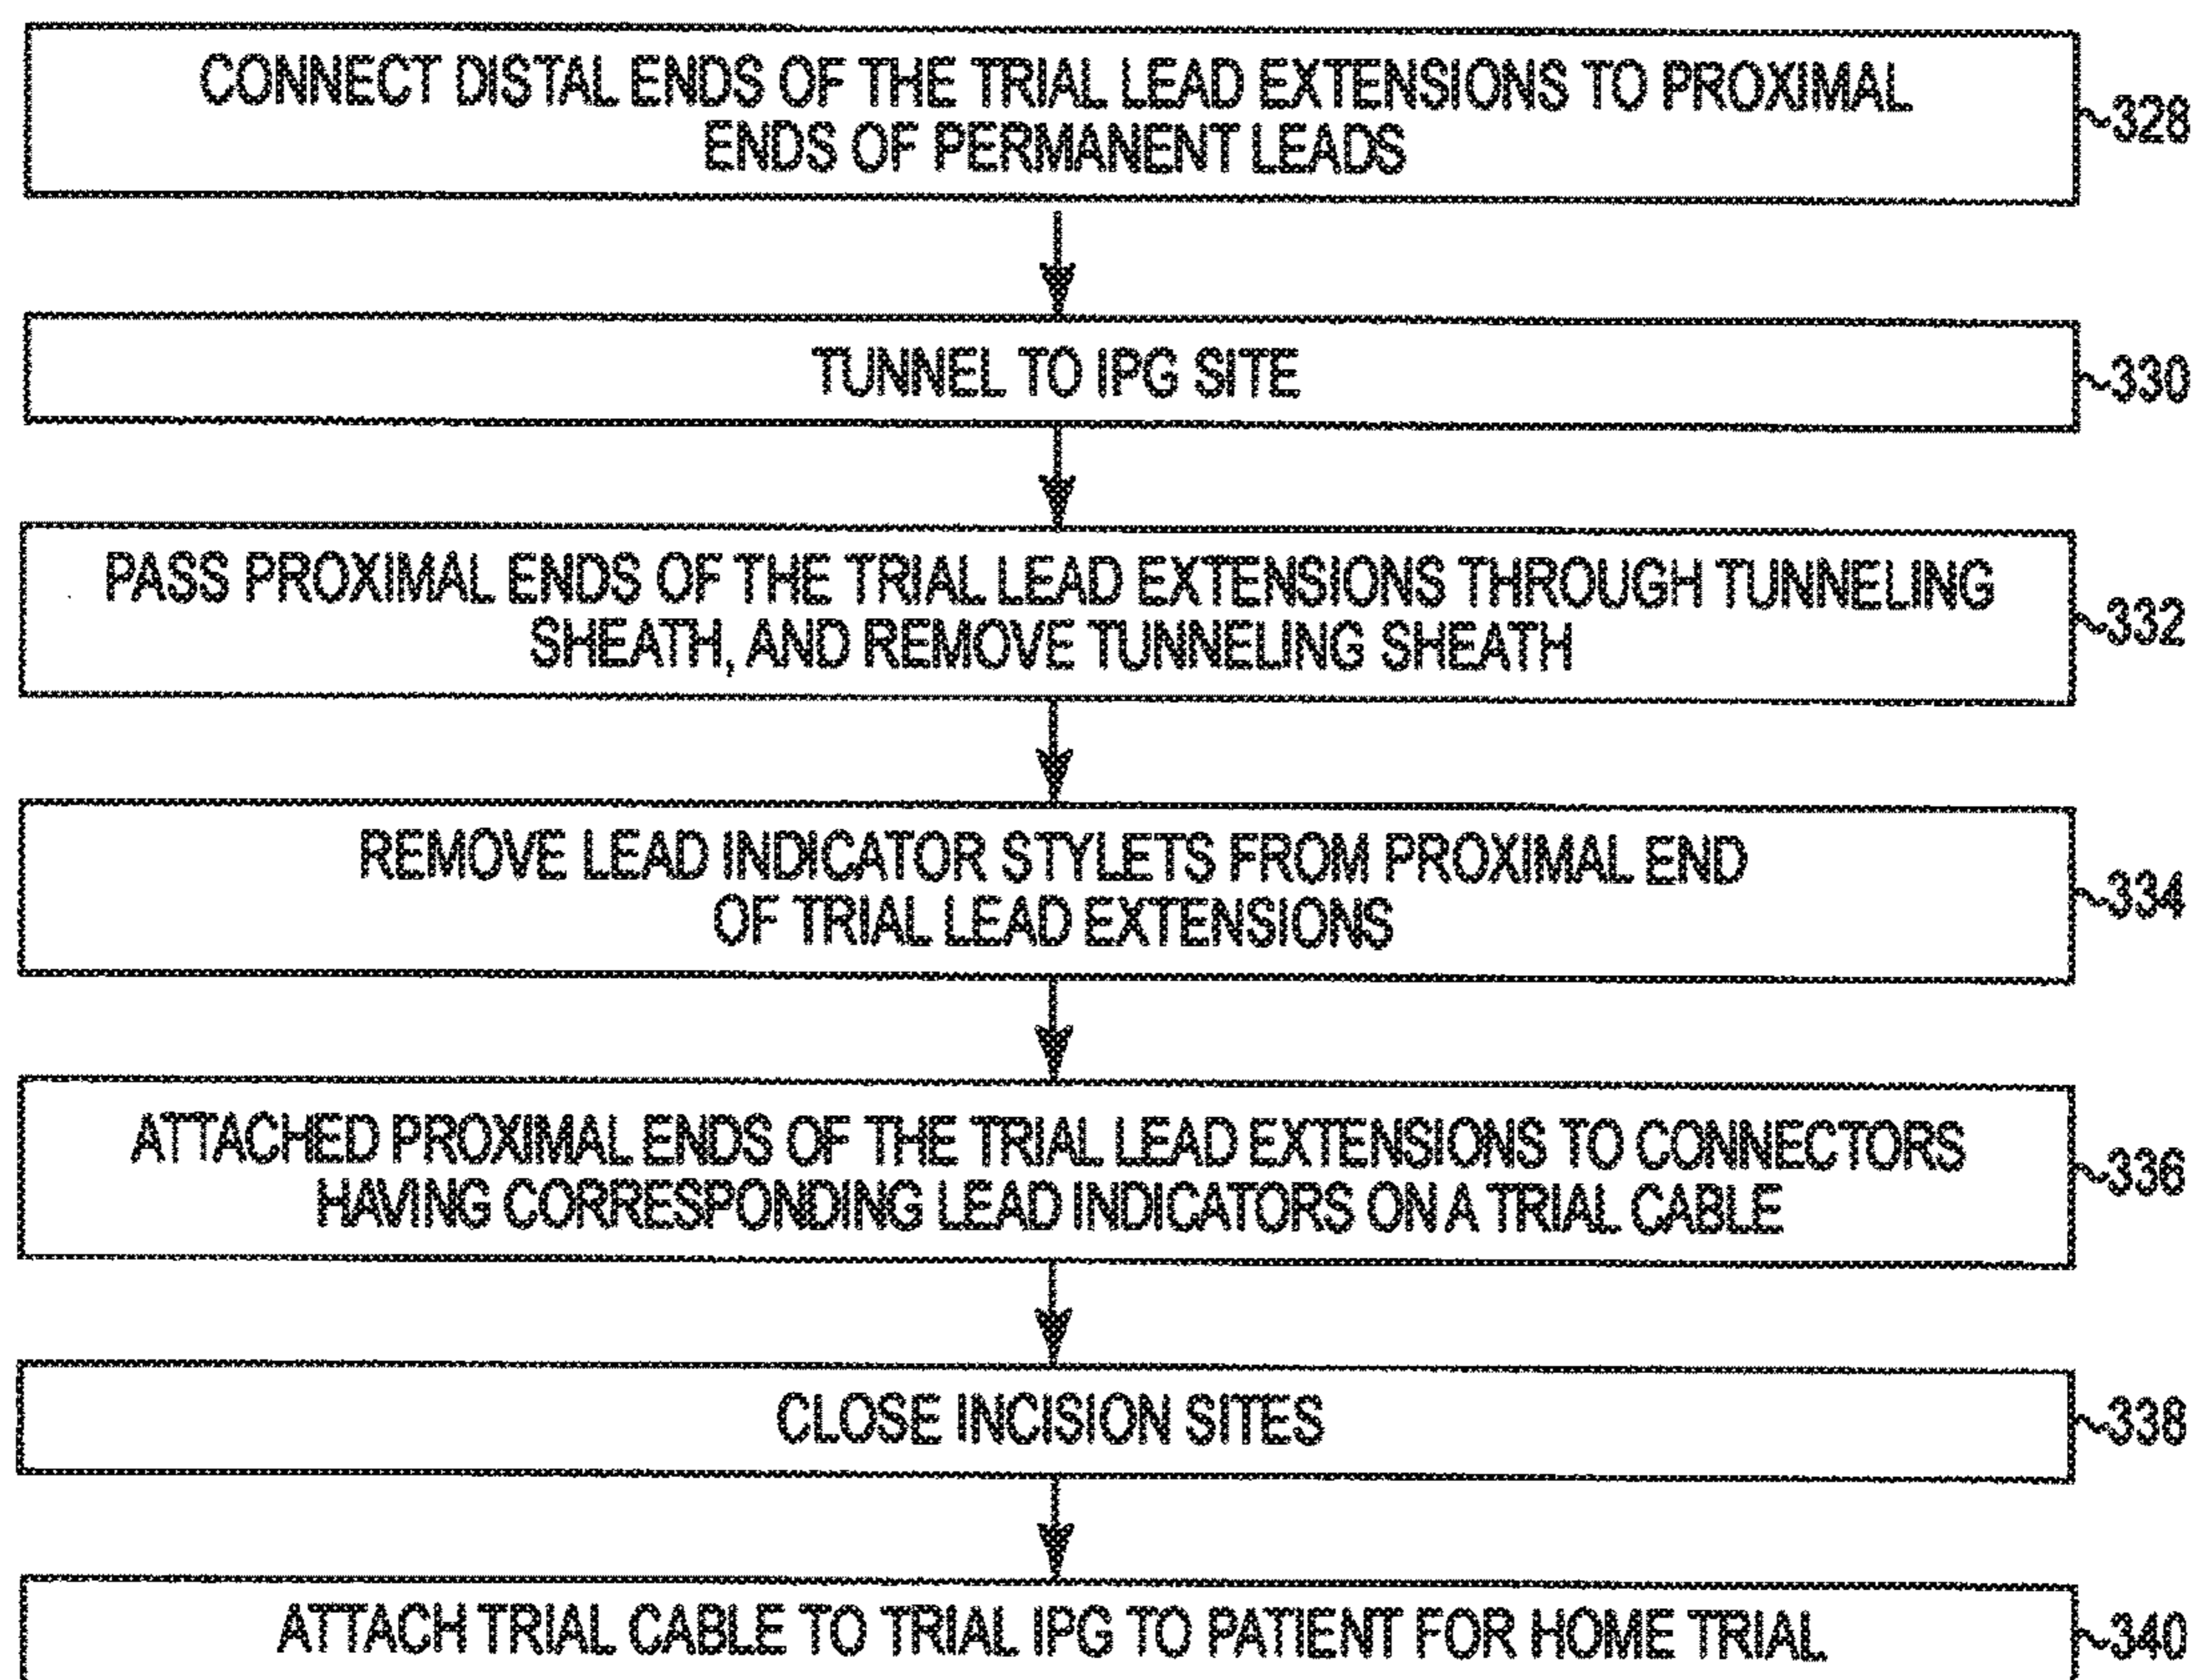 CONNECT DISTAL ENDS OF THE TRIAL LEAD EXTENSIONS TO PROXIMAL
ENDS OF PERMANENT LEADS
328
TUNNEL TO IPG SITE
330
PASS PROXIMAL ENDS OF THE TRIAL LEAD EXTENSIONS THROUGH TUNNELING
SHEATH, AND REMOVE TUNNELING SHEATH
332
REMOVE LEAD INDICATOR STYLETS FROM PROXIMAL END
OF TRIAL LEAD EXTENSIONS
334
ATTACHED PROXIMAL ENDS OF THE TRIAL LEAD EXTENSIONS TO CONNECTORS
HAVING CORRESPONDING LEAD INDICATORS ON A TRIAL CABLE
336
CLOSE INCISION SITES
338
ATTACH TRIAL CABLE TO TRIAL IPG TO PATIENT FOR HOME TRIAL
340